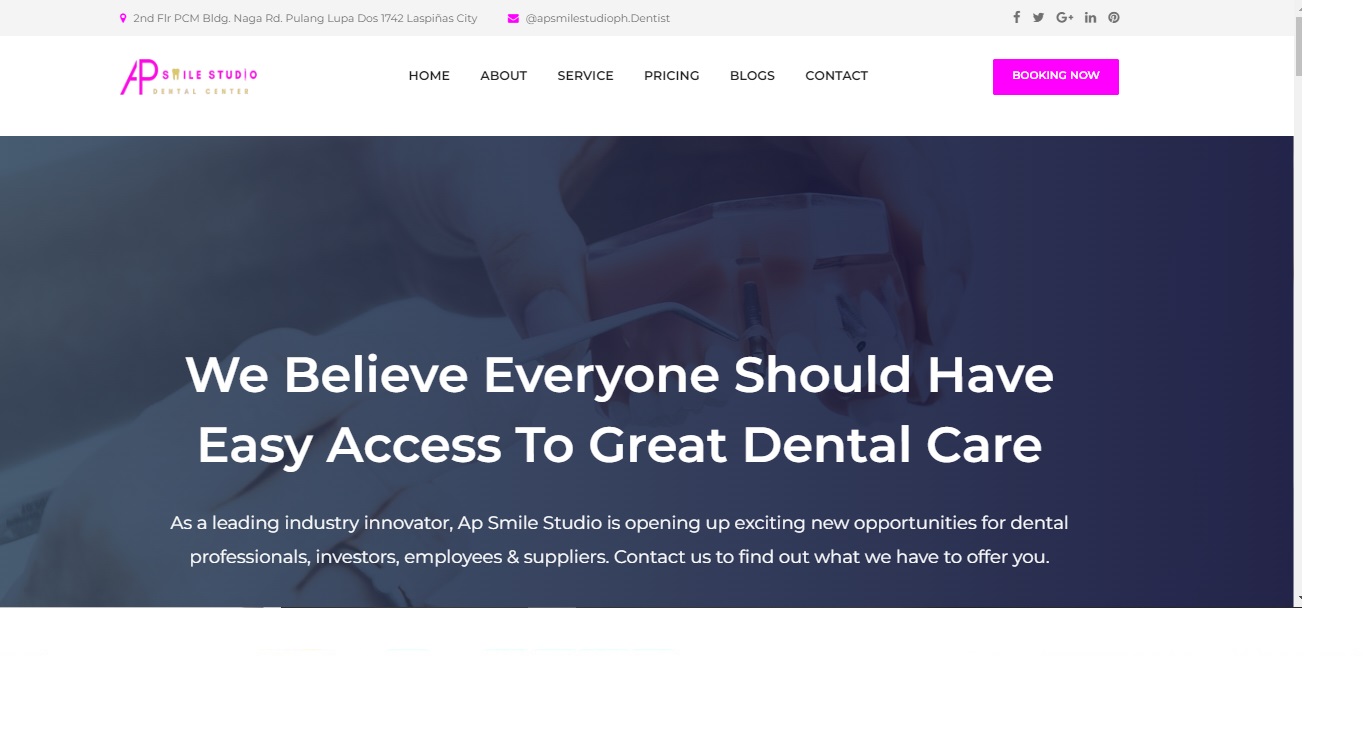 2nd Flr PCM Bldg. Naga Rd. Pulang Lupa Dos 1742 Laspiñas City
@apsmilestudioph.Dentist
AP SMILE STUDIO
DENTAL CENTER
HOME ABOUT SERVICE PRICING BLOGS CONTACT
BOOKING NOW
We Believe Everyone Should Have
Easy Access To Great Dental Care
As a leading industry innovator, Ap Smile Studio is opening up exciting new opportunities for dental
professionals, investors, employees & suppliers. Contact us to find out what we have to offer you.